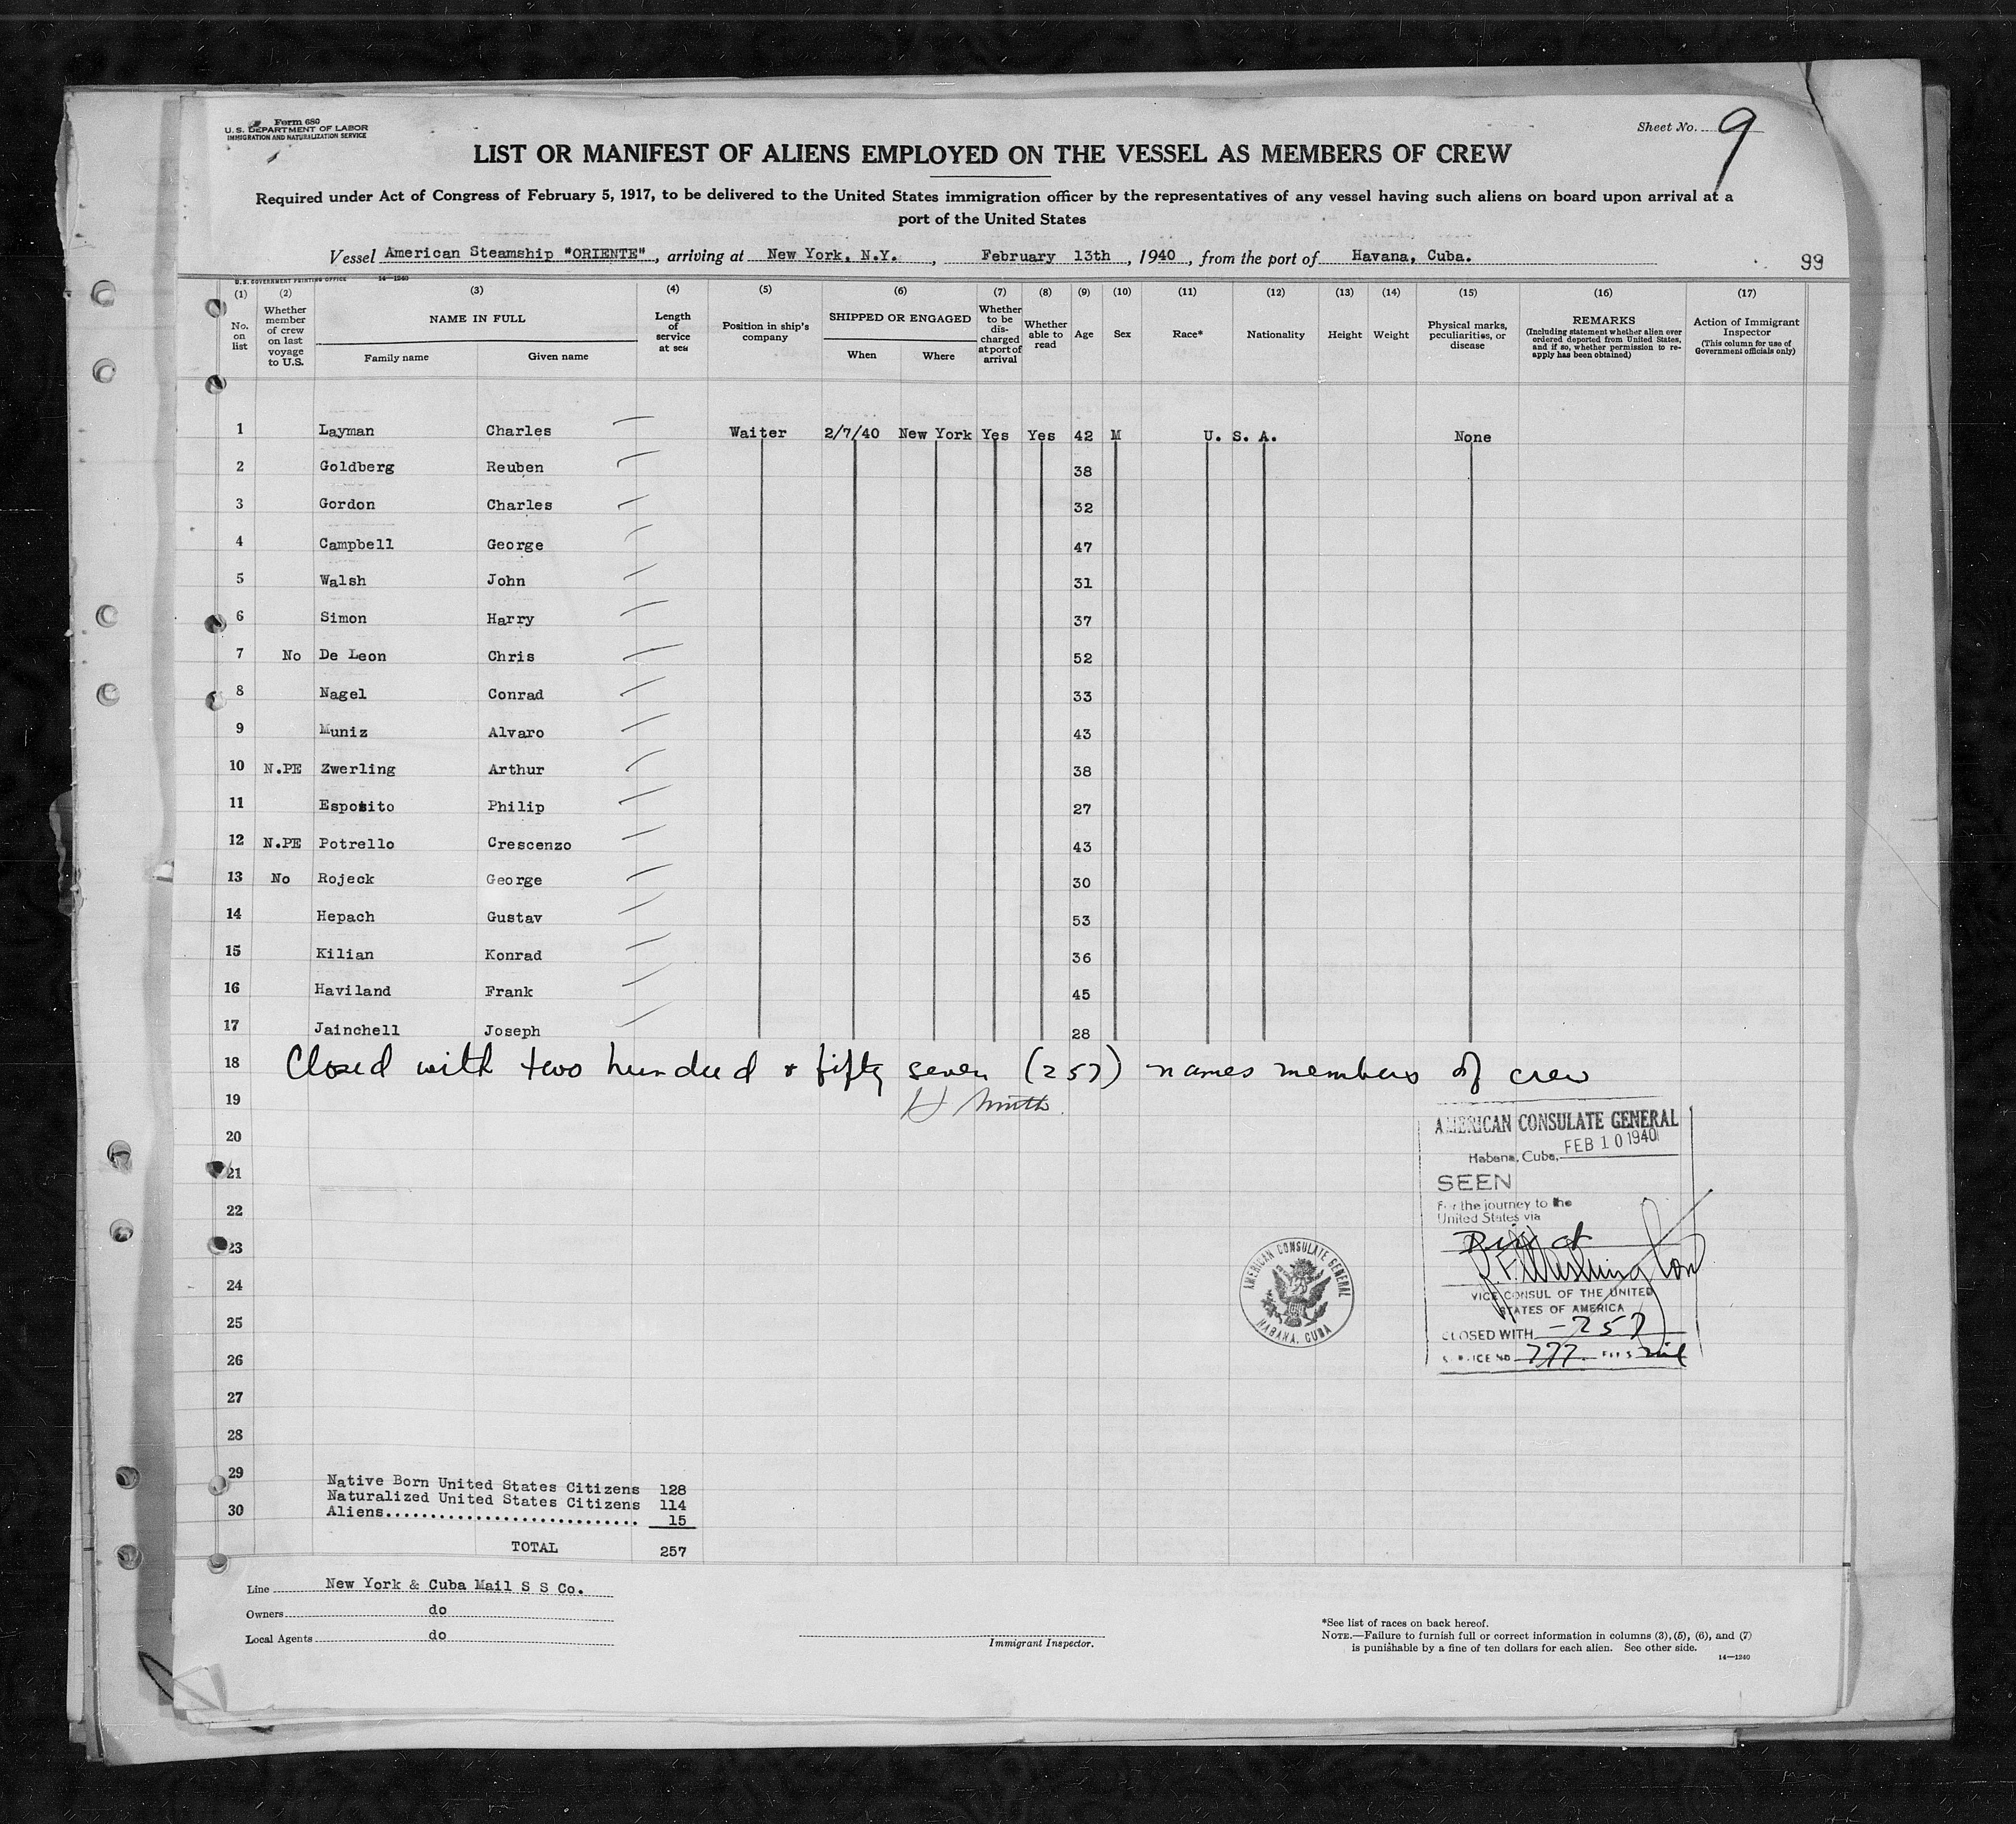 Form 680
U. S. DEPARTMENT OF LABOR
IMMIGRATION AND NATURALIZATION SERVICE
Sheet No. 9
LIST OR MANIFEST OF ALIENS EMPLOYED ON THE VESSEL AS MEMBERS OF CREW
Required under Act of Congress of February 5, 1917, to be delivered to the United States immigration officer by the representatives of any vessel having such aliens on board upon arrival at a
port of the United States
Vessel American Steamship "ORIENTE", arriving at New York, N.Y., February 13th, 1940, from the port of Havana, Cuba.
99
U. S. GOVERNMENT PRINTING OFFICE 14—1240
(1) (2) (3) (4) (5) (6) (7) (8) (9) (10) (11) (12) (13) (14) (15) (16) (17)
No. on list
Whether member of crew on last voyage to U.S.
NAME IN FULL
Family name Given name
Length of service at sea
Position in ship's company
SHIPPED OR ENGAGED
When Where
Whether to be discharged at port of arrival
Whether able to read
Age
Sex
Race*
Nationality
Height
Weight
Physical marks, peculiarities, or disease
REMARKS
(Including statement whether alien ever ordered deported from United States, and if so, whether permission to re-apply has been obtained)
Action of Immigrant Inspector
(This column for use of Government officials only)
1 Layman Charles Waiter 2/7/40 New York Yes Yes 42 M U. S. A. None
2 Goldberg Reuben 38
3 Gordon Charles 32
4 Campbell George 47
5 Walsh John 31
6 Simon Harry 37
7 No De Leon Chris 52
8 Nagel Conrad 33
9 Muniz Alvaro 43
10 N.PE Zwerling Arthur 38
11 Esposito Philip 27
12 N.PE Potrello Crescenzo 43
13 No Rojeck George 30
14 Hepach Gustav 53
15 Kilian Konrad 36
16 Haviland Frank 45
17 Jainchell Joseph 28
18 Closed with two hundred & fifty seven (257) names members of crew
19 H Smith
20
21
22
23
24
25
26
27
28
29
30
AMERICAN CONSULATE GENERAL
Habana, Cuba, FEB 10 1940
SEEN
For the journey to the
United States via
Direct
VICE CONSUL OF THE UNITED
STATES OF AMERICA
CLOSED WITH -257
SERVICE NO 777 nil
AMERICAN CONSULATE GENERAL
HABANA, CUBA
Native Born United States Citizens 128
Naturalized United States Citizens 114
Aliens........................... 15
TOTAL 257
Line New York & Cuba Mail S S Co.
Owners do
Local Agents do
Immigrant Inspector.
*See list of races on back hereof.
NOTE.—Failure to furnish full or correct information in columns (3), (5), (6), and (7)
is punishable by a fine of ten dollars for each alien. See other side.
14—1240